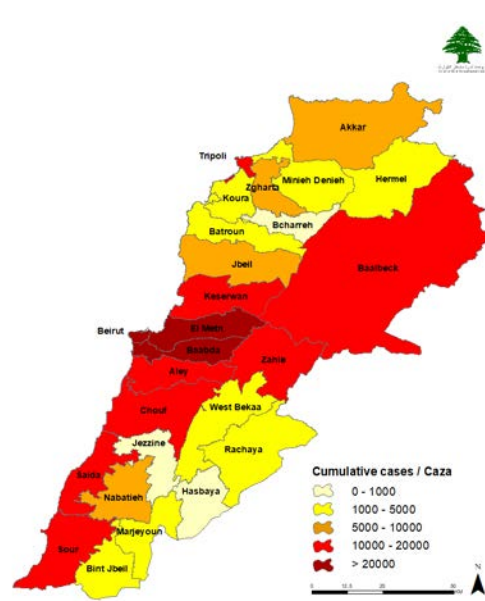 Akkar
Tripoli
Zgharta
Minieh Denieh
Hermel
Koura
Bcharreh
Batroun
Jbeil
Baalbeck
Keserwan
Beirut
El Metn
Baabda
Zahle
Aley
Chouf
West Bekaa
Jezzine
Rachaya
Saida
Nabatieh
Hasbaya
Marjeyoun
Sour
Bint Jbeil
Cumulative cases / Caza
0 - 1000
1000 - 5000
5000 - 10000
10000 - 20000
> 20000
N